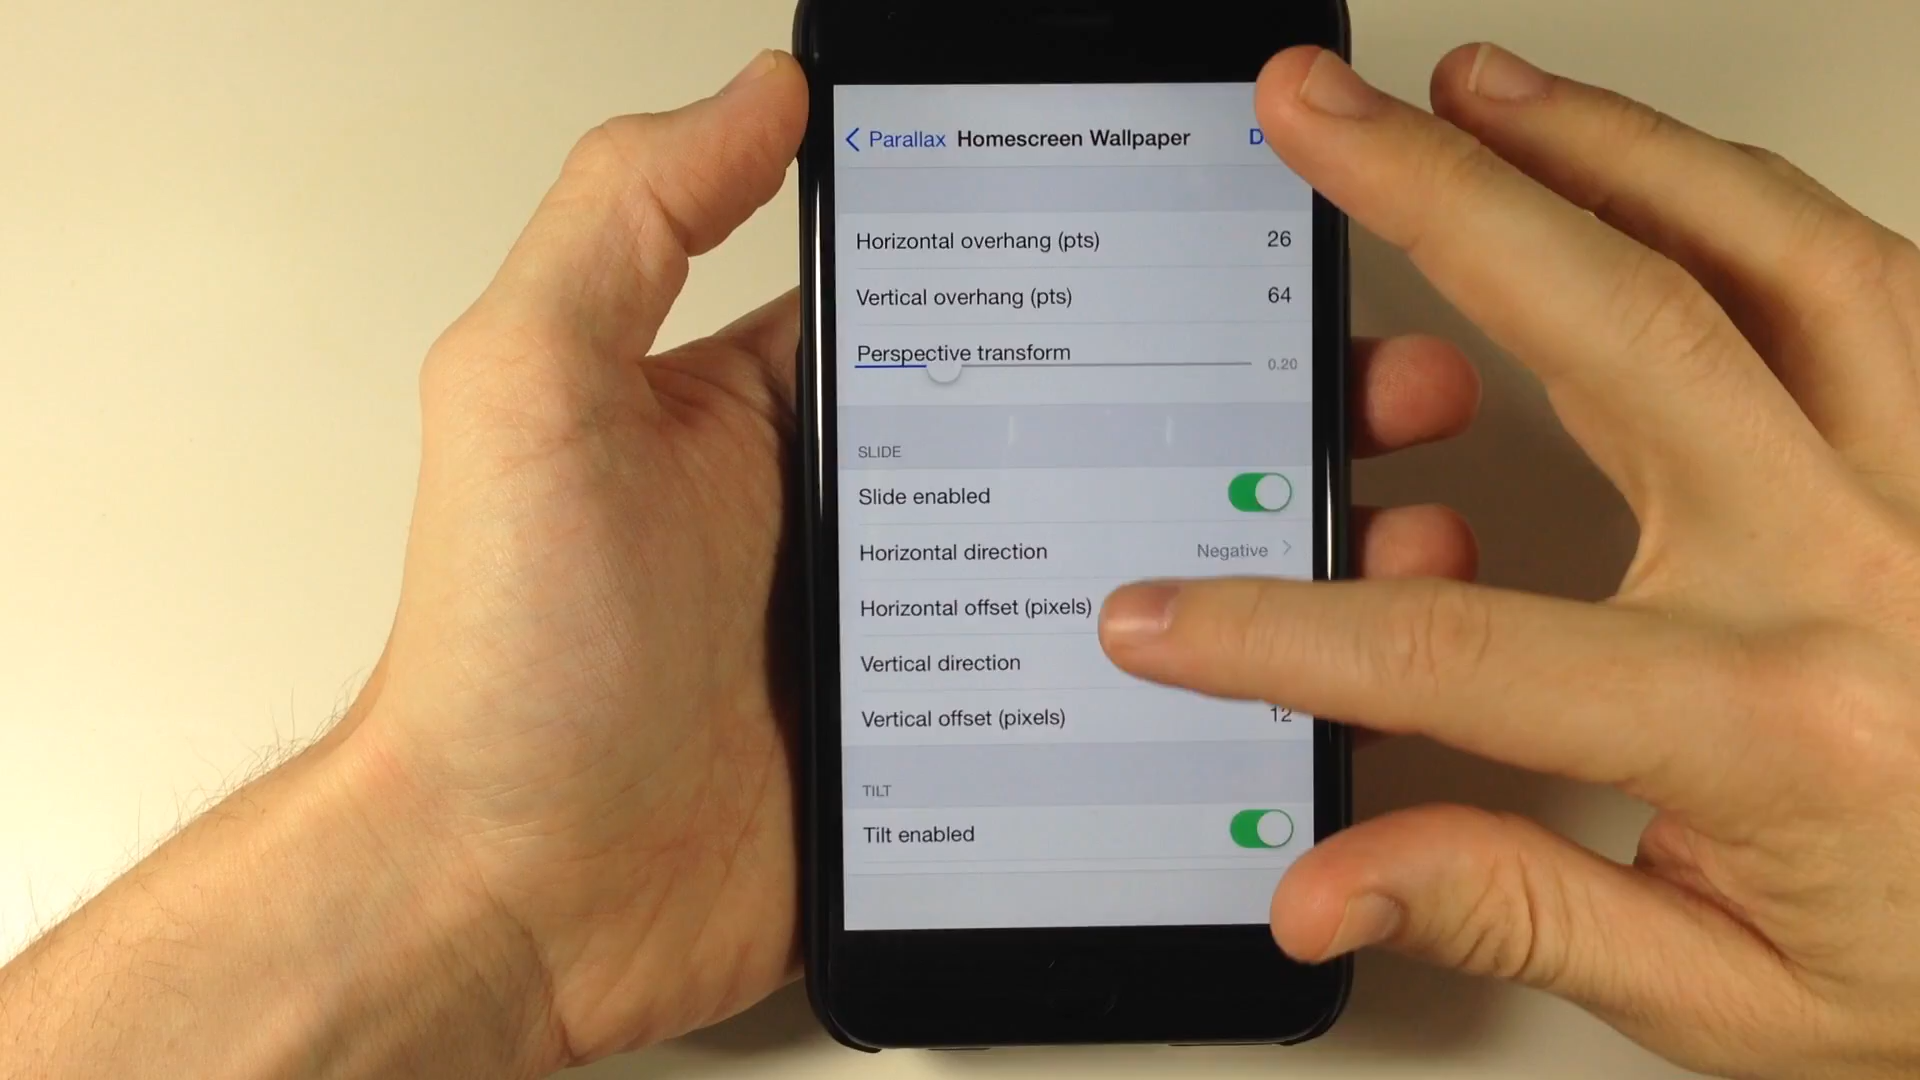 Parallax Homescreen Wallpaper
Horizontal overhang (pts) 26
Vertical overhang (pts) 64
Perspective transform 0.20
SLIDE
Slide enabled
Horizontal direction Negative
Horizontal offset (pixels)
Vertical direction
Vertical offset (pixels) 12
TILT
Tilt enabled